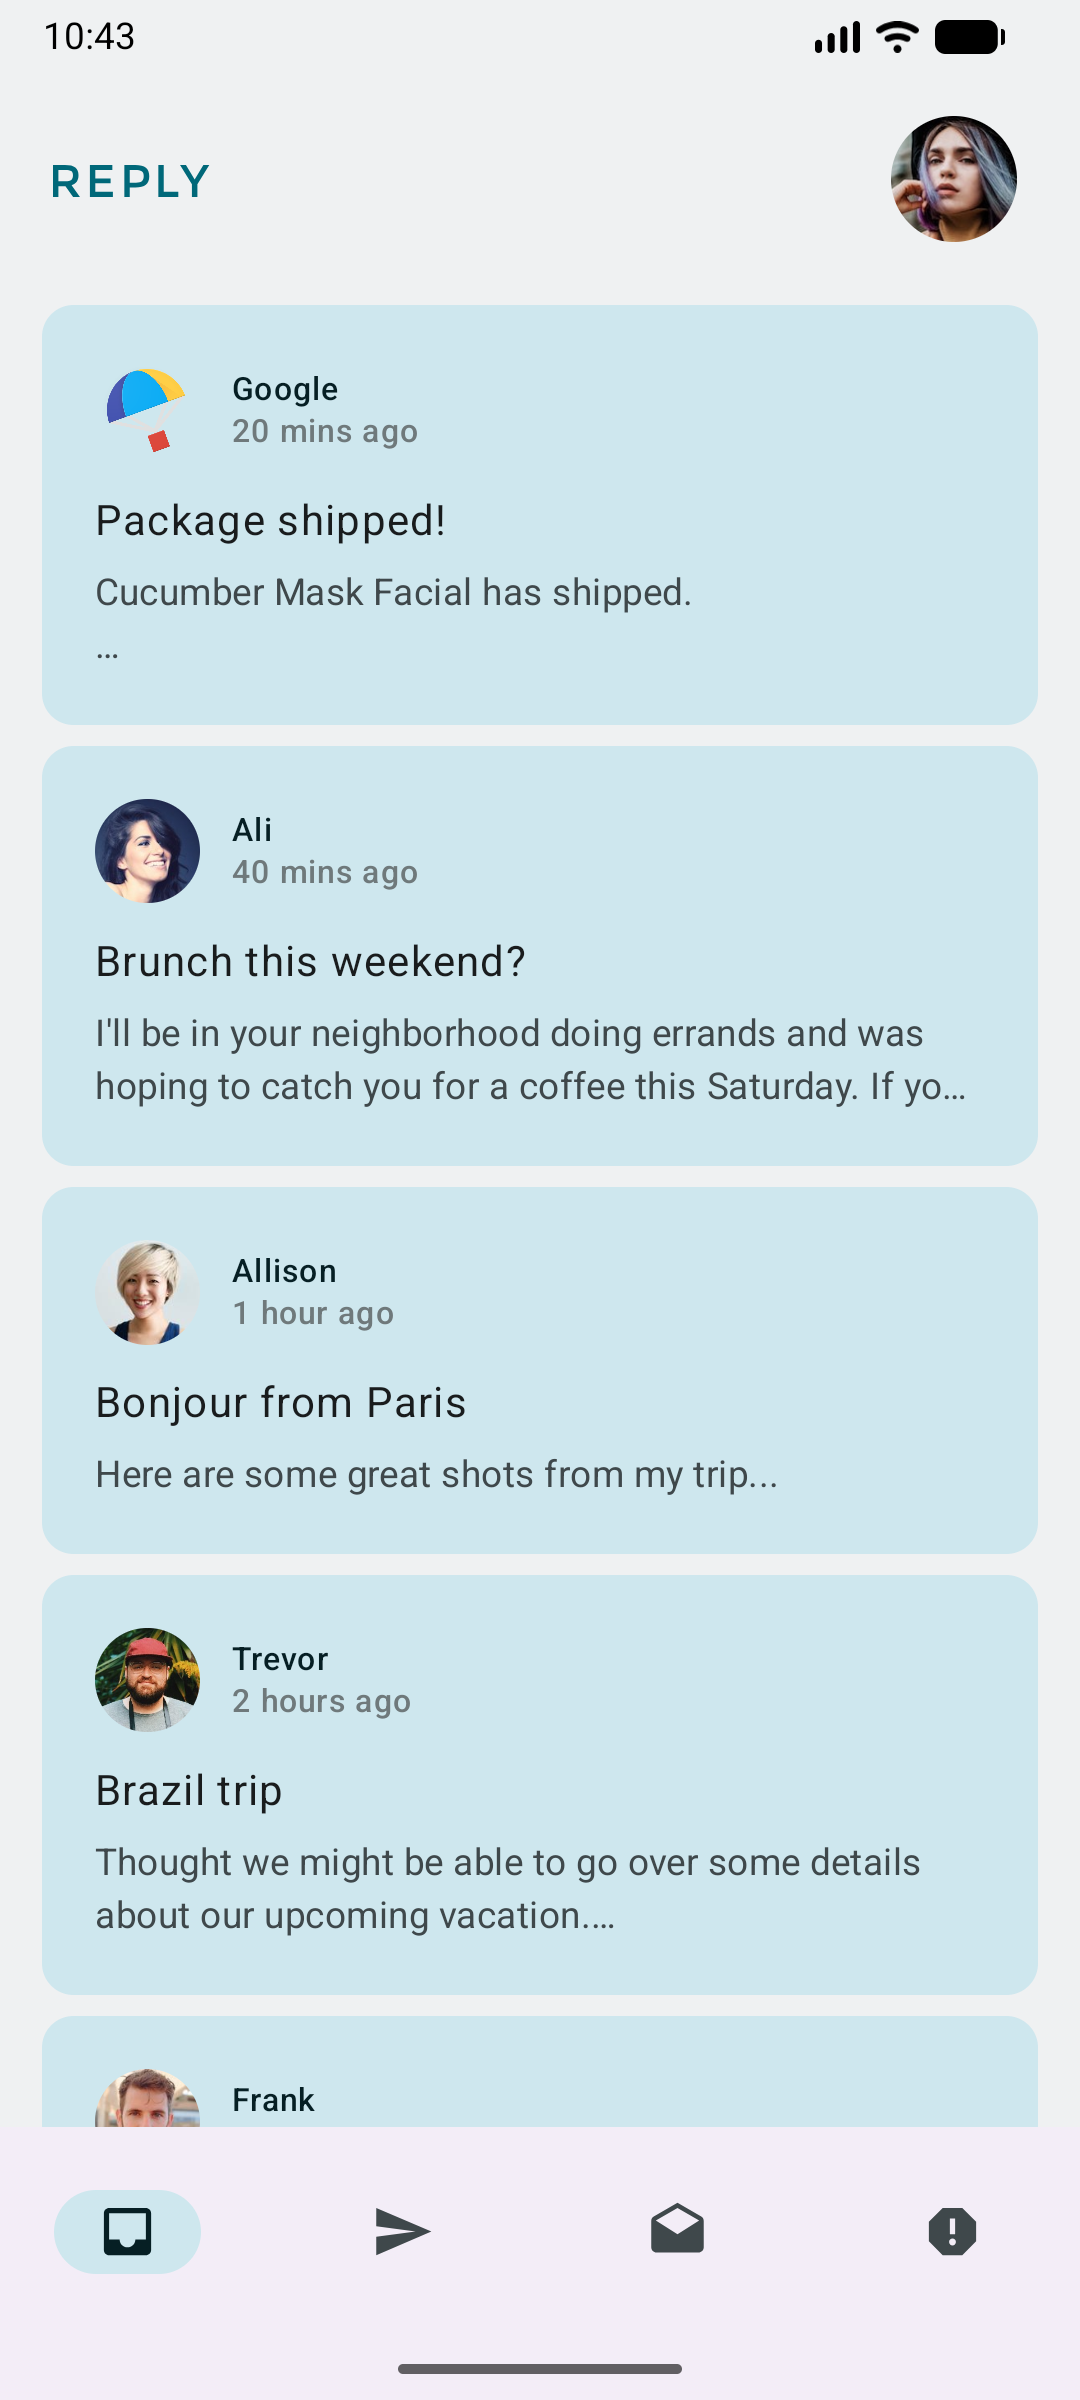 10:43
REPLY
Google
20 mins ago
Package shipped!
Cucumber Mask Facial has shipped.
…
Ali
40 mins ago
Brunch this weekend?
I'll be in your neighborhood doing errands and was
hoping to catch you for a coffee this Saturday. If yo…
Allison
1 hour ago
Bonjour from Paris
Here are some great shots from my trip...
Trevor
2 hours ago
Brazil trip
Thought we might be able to go over some details
about our upcoming vacation.…
Frank